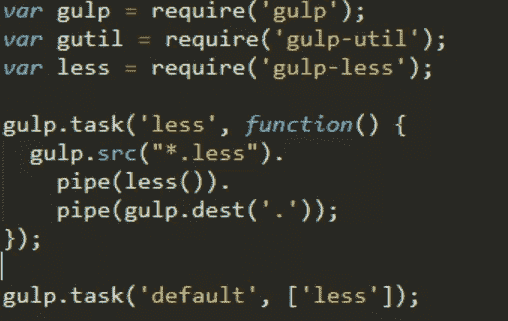 var gulp = require('gulp');
var gutil = require('gulp-util');
var less = require('gulp-less');
gulp.task('less', function() {
gulp.src("*.less").
pipe(less()).
pipe(gulp.dest('.'));
});
gulp.task('default', ['less']);